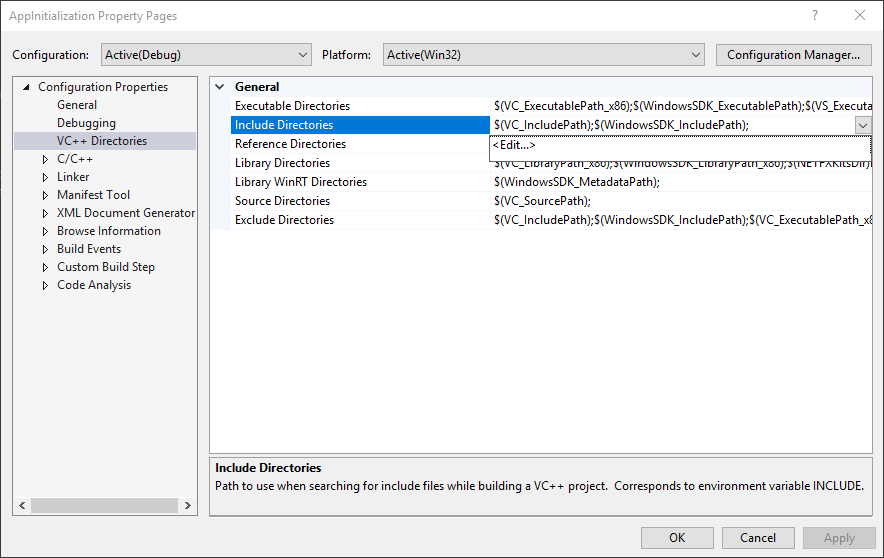 AppInitialization Property Pages
Configuration: Active(Debug) Platform: Active(Win32) Configuration Manager...
Configuration Properties
General
Debugging
VC++ Directories
C/C++
Linker
Manifest Tool
XML Document Generator
Browse Information
Build Events
Custom Build Step
Code Analysis
General
Executable Directories $(VC_ExecutablePath_x86);$(WindowsSDK_ExecutablePath);$(VS_Executa
Include Directories $(VC_IncludePath);$(WindowsSDK_IncludePath);
Reference Directories <Edit...>
Library Directories $(VC_LibraryPath_x86);$(WindowsSDK_LibraryPath_x86);$(NETFXKitsDir)
Library WinRT Directories $(WindowsSDK_MetadataPath);
Source Directories $(VC_SourcePath);
Exclude Directories $(VC_IncludePath);$(WindowsSDK_IncludePath);$(VC_ExecutablePath_x8
Include Directories
Path to use when searching for include files while building a VC++ project.  Corresponds to environment variable INCLUDE.
OK Cancel Apply